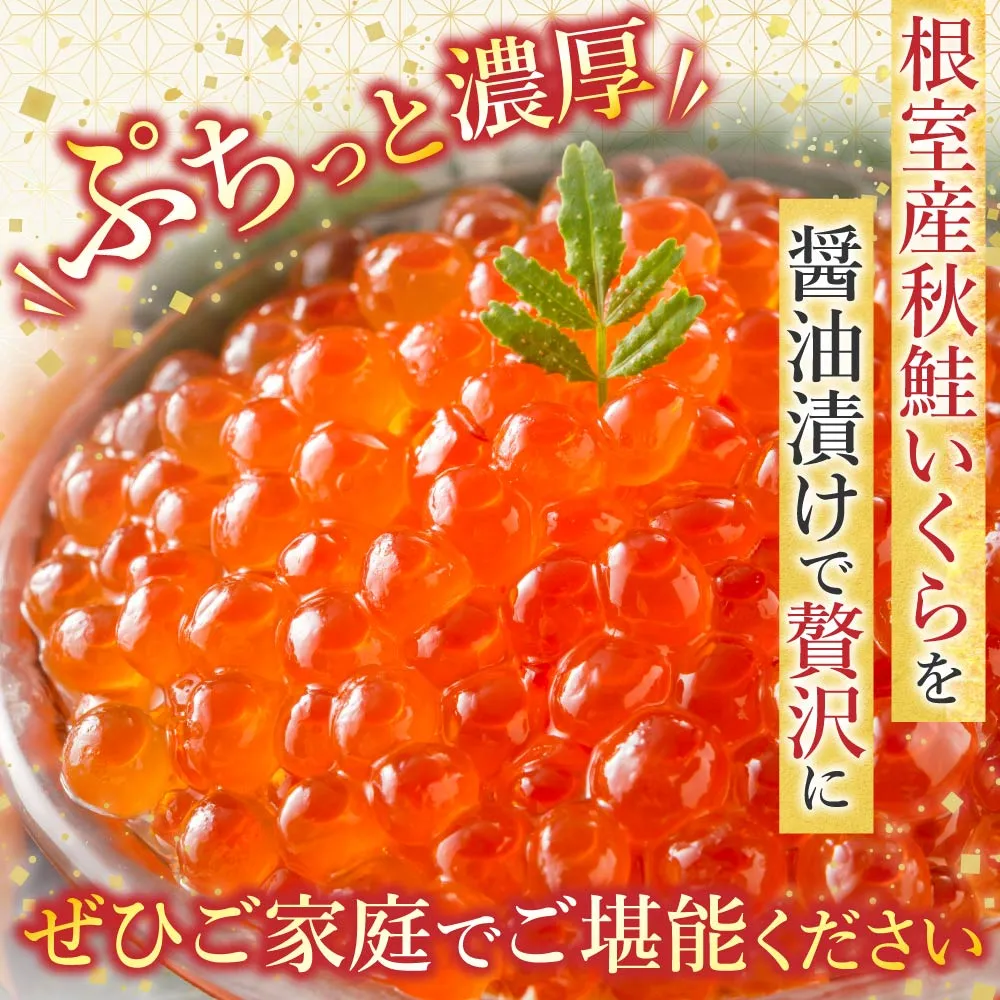 ぷちっと濃厚
根室産秋鮭いくらを
醤油漬けで贅沢に
ぜひご家庭でご堪能ください